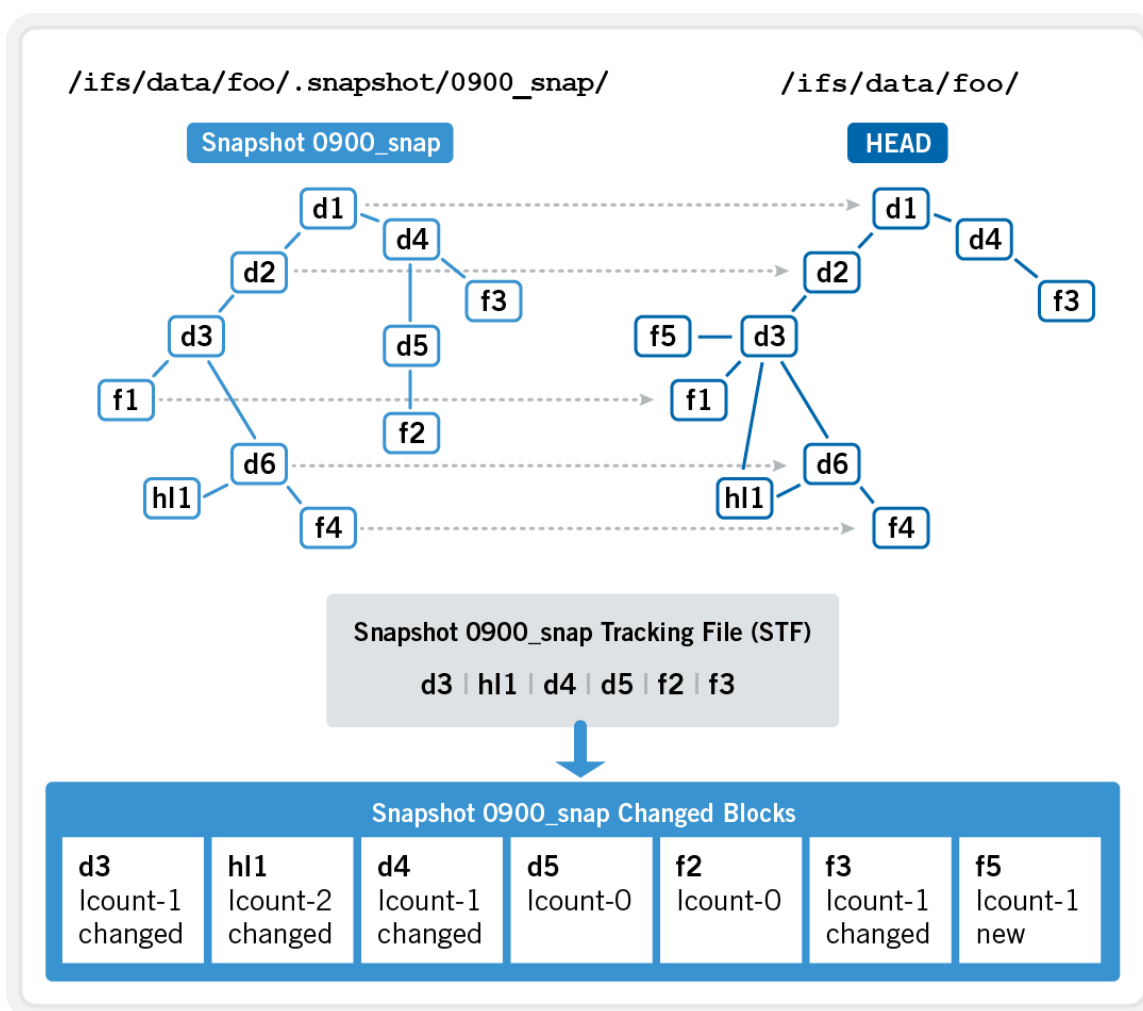 /ifs/data/foo/.snapshot/0900_snap/
Snapshot 0900_snap
d1
d4
d2
f3
d3
d5
f1
f2
d6
hl1
f4
/ifs/data/foo/
HEAD
d1
d4
d2
f3
f5
d3
f1
d6
hl1
f4
Snapshot 0900_snap Tracking File (STF)
d3 | hl1 | d4 | d5 | f2 | f3
Snapshot 0900_snap Changed Blocks
d3
lcount-1
changed
hl1
lcount-2
changed
d4
lcount-1
changed
d5
lcount-0
f2
lcount-0
f3
lcount-1
changed
f5
lcount-1
new